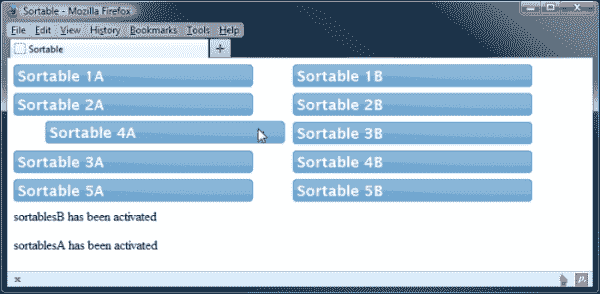 Sortable - Mozilla Firefox
File Edit View History Bookmarks Tools Help
Sortable
Sortable 1A
Sortable 2A
Sortable 4A
Sortable 3A
Sortable 5A
Sortable 1B
Sortable 2B
Sortable 3B
Sortable 4B
Sortable 5B
sortablesB has been activated
sortablesA has been activated